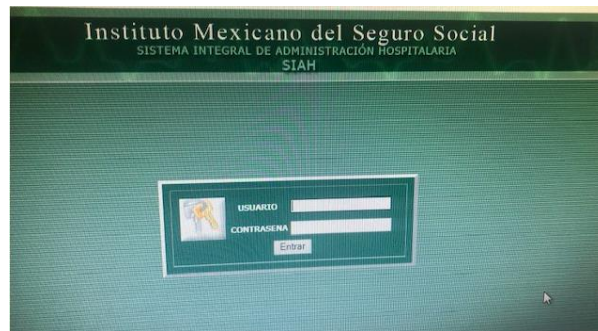 Instituto Mexicano del Seguro Social
SISTEMA INTEGRAL DE ADMINISTRACIÓN HOSPITALARIA
SIAH
USUARIO
CONTRASENA
Entrar